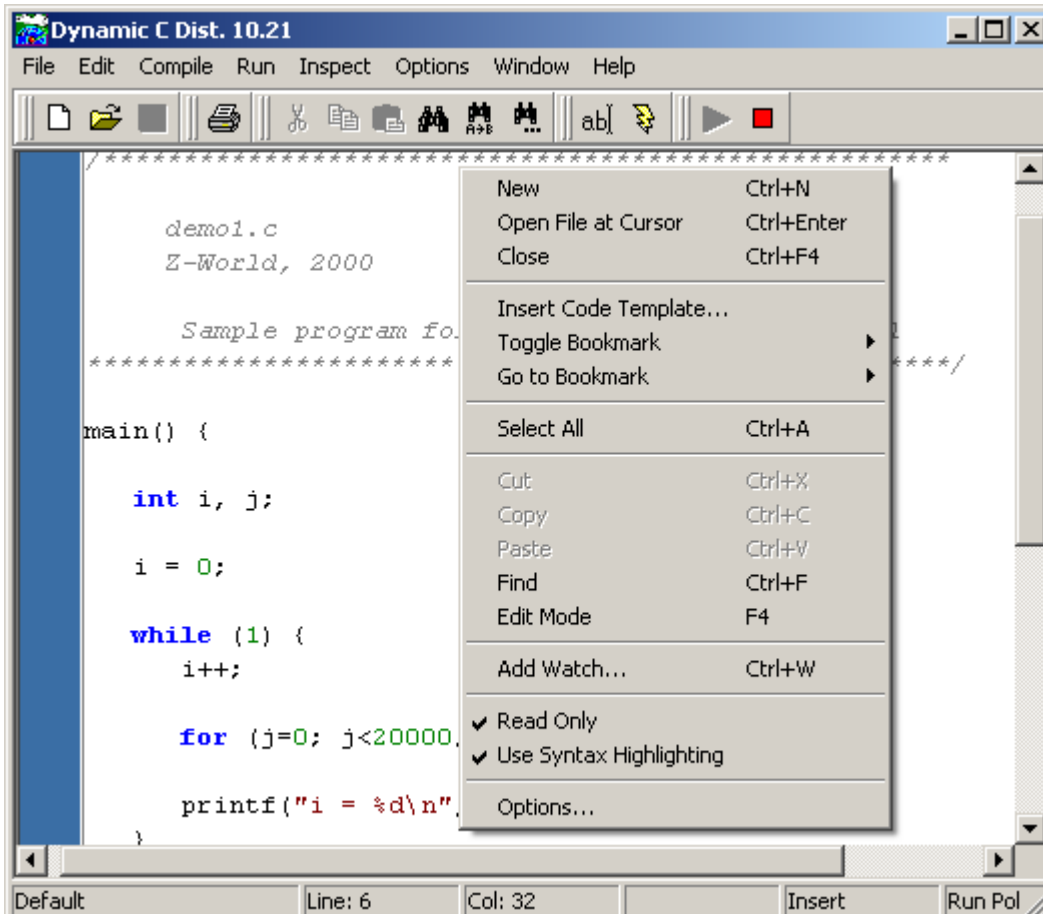 Dynamic C Dist. 10.21
File Edit Compile Run Inspect Options Window Help
A→B
ab
/*****************************************************
demo1.c
Z-World, 2000
Sample program
*****************************************************/
main() {
int i, j;
i = 0;
while (1) {
i++;
for (j=0; j<20000
printf("i = %d\n"
}
New Ctrl+N
Open File at Cursor Ctrl+Enter
Close Ctrl+F4
Insert Code Template...
Toggle Bookmark
Go to Bookmark
Select All Ctrl+A
Cut Ctrl+X
Copy Ctrl+C
Paste Ctrl+V
Find Ctrl+F
Edit Mode F4
Add Watch... Ctrl+W
Read Only
Use Syntax Highlighting
Options...
Default Line: 6 Col: 32 Insert Run Pol